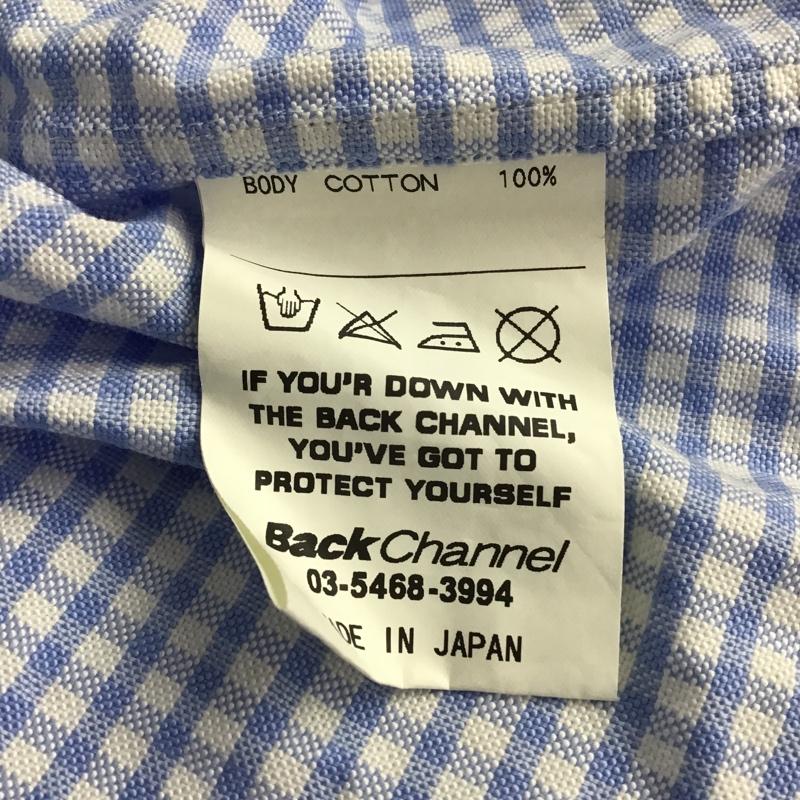 BODY COTTON 100%
IF YOU'R DOWN WITH
THE BACK CHANNEL,
YOU'VE GOT TO
PROTECT YOURSELF
BackChannel
03-5468-3994
IN JAPAN